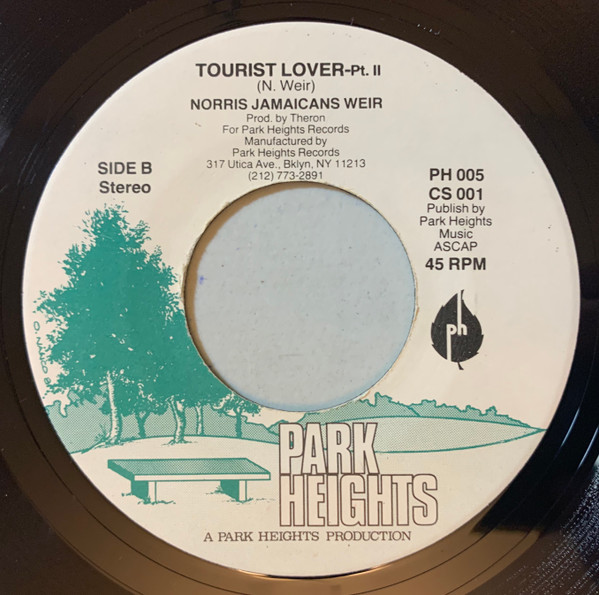 TOURIST LOVER-Pt. II
(N. Weir)
NORRIS JAMAICANS WEIR
Prod. by Theron
For Park Heights Records
Manufactured by
Park Heights Records
317 Utica Ave., Bklyn, NY 11213
(212) 773-2891
SIDE B
Stereo
PH 005
CS 001
Publish by
Park Heights
Music
ASCAP
45 RPM
ph
PARK
HEIGHTS
A PARK HEIGHTS PRODUCTION